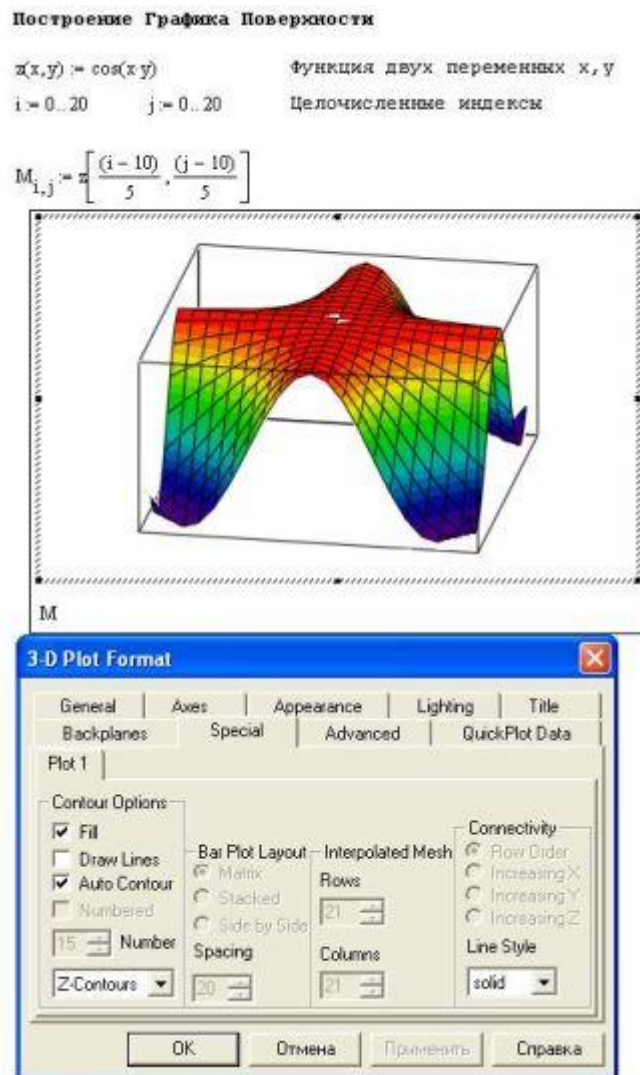 Построение Графика Поверхности
z(x,y) := cos(x·y) Функция двух переменных x,y
i := 0..20 j := 0..20 Целочисленные индексы
M i,j := z[(i − 10)/5, (j − 10)/5]
M
3-D Plot Format
General Axes Appearance Lighting Title
Backplanes Special Advanced QuickPlot Data
Plot 1
Contour Options
Fill
Draw Lines
Auto Contour
Numbered
15 Number
Z-Contours
Bar Plot Layout
Matrix
Stacked
Side by Side
Spacing
20
Interpolated Mesh
Rows
21
Columns
21
Connectivity
Row Order
Increasing X
Increasing Y
Increasing Z
Line Style
solid
OK Отмена Применить Справка